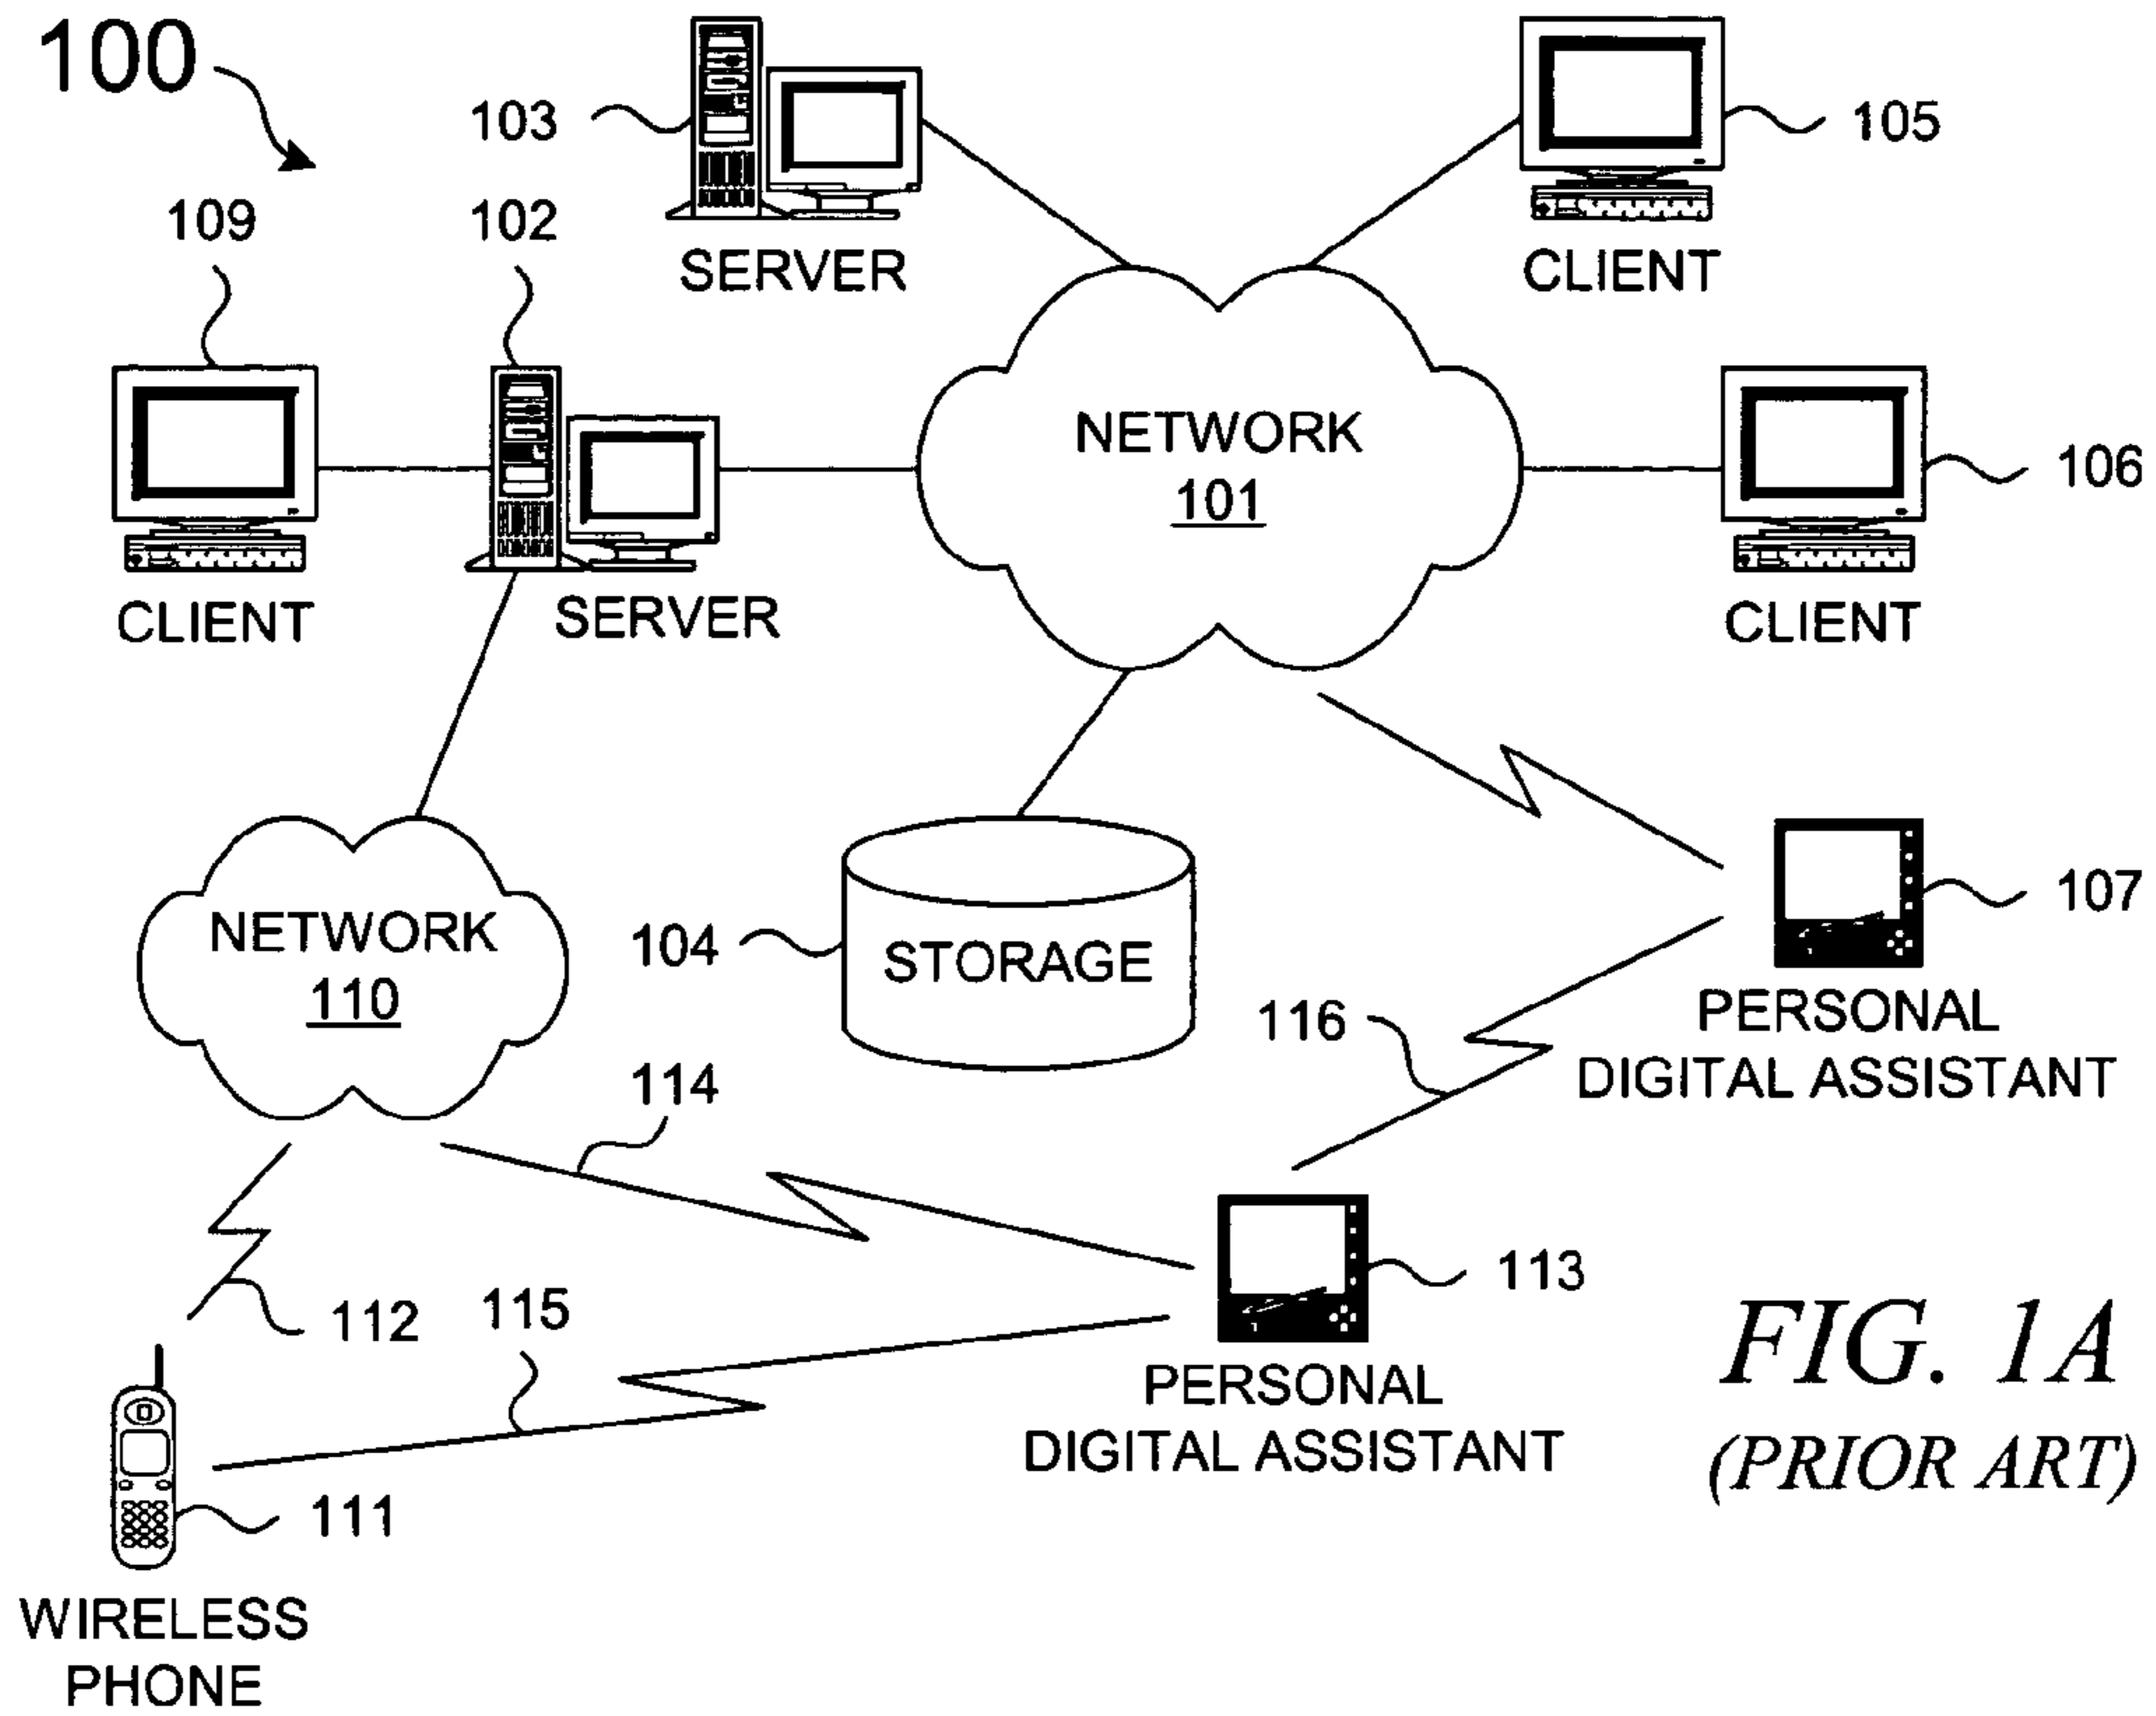 100
103
105
109
102
SERVER
CLIENT
NETWORK
101
106
CLIENT
SERVER
CLIENT
NETWORK
110
104
STORAGE
107
PERSONAL
DIGITAL ASSISTANT
116
114
113
112
115
PERSONAL
DIGITAL ASSISTANT
111
WIRELESS
PHONE
FIG. 1A
(PRIOR ART)